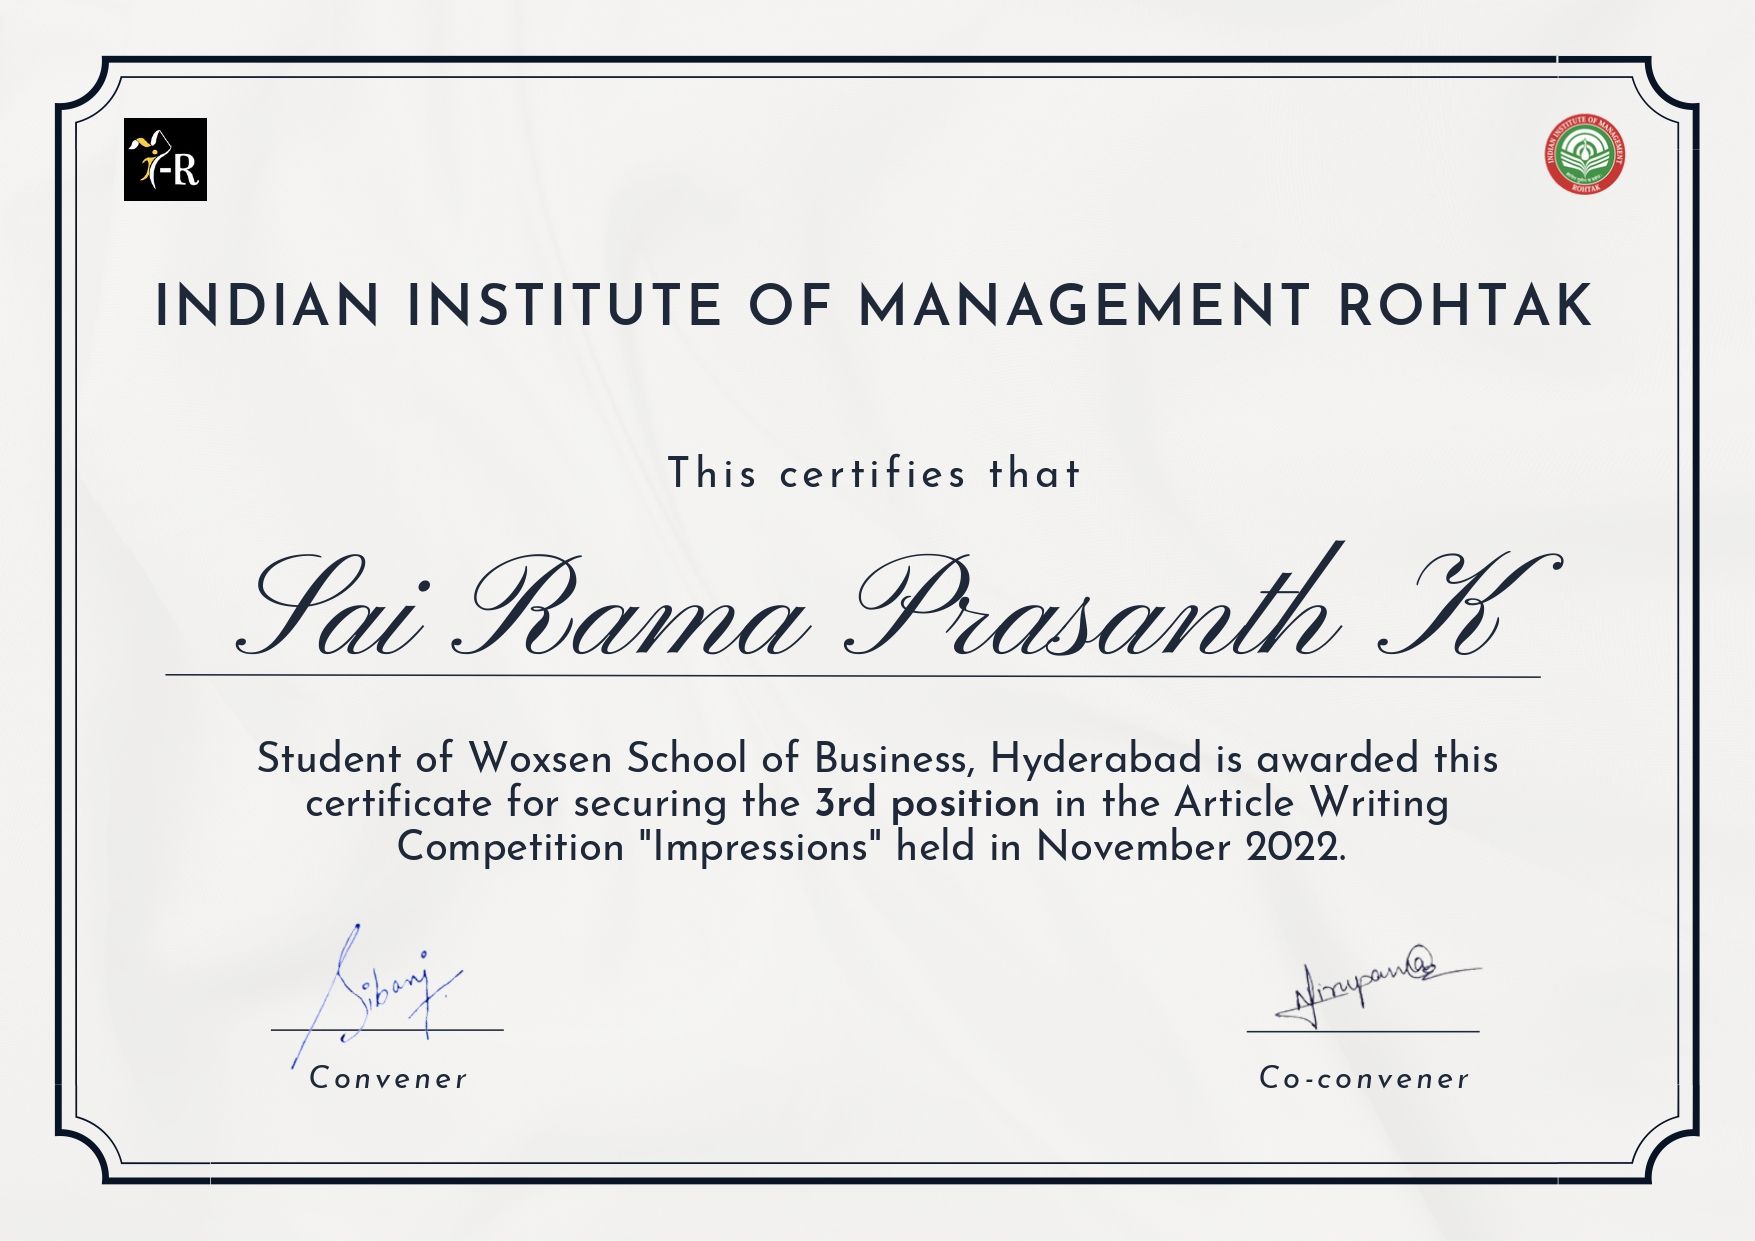 i-R
INDIAN INSTITUTE OF MANAGEMENT
ROHTAK
INDIAN INSTITUTE OF MANAGEMENT ROHTAK
This certifies that
Sai Rama Prasanth K
Student of Woxsen School of Business, Hyderabad is awarded this
certificate for securing the 3rd position in the Article Writing
Competition "Impressions" held in November 2022.
Convener
Co-convener